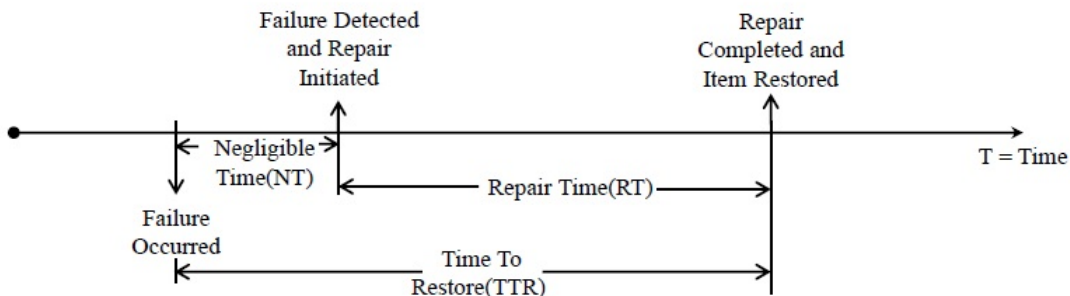 Failure Detected
and Repair
Initiated
Repair
Completed and
Item Restored
Negligible
Time(NT)
T = Time
Repair Time(RT)
Failure
Occurred
Time To
Restore(TTR)